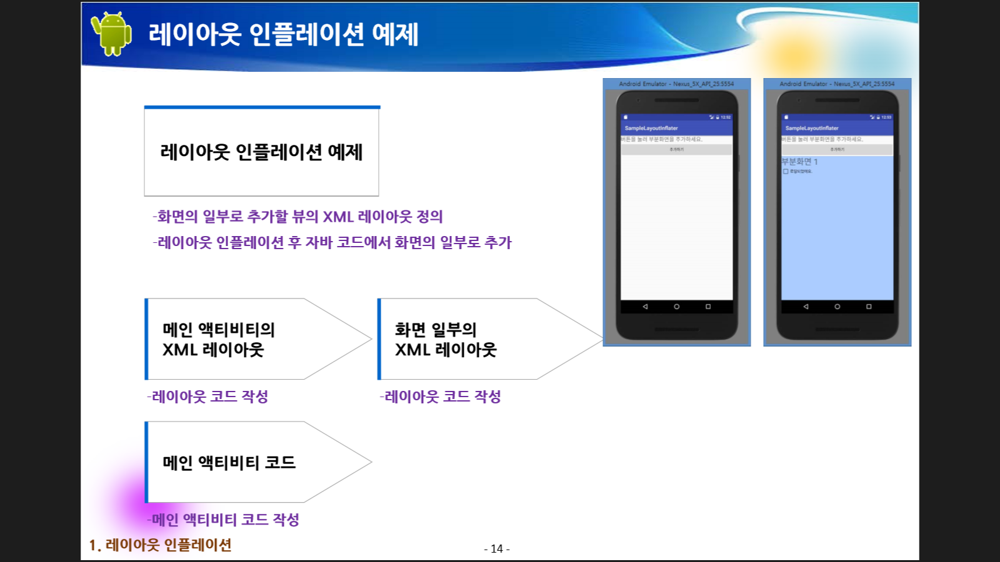 레이아웃 인플레이션 예제
레이아웃 인플레이션 예제
-화면의 일부로 추가할 뷰의 XML 레이아웃 정의
-레이아웃 인플레이션 후 자바 코드에서 화면의 일부로 추가
Android Emulator - Nexus_5X_API_25:5554
12:52
SampleLayoutInflater
버튼을 눌러 부분화면을 추가하세요.
추가하기
Android Emulator - Nexus_5X_API_25:5554
12:53
SampleLayoutInflater
버튼을 눌러 부분화면을 추가하세요.
추가하기
부분화면 1
로딩되었어요.
메인 액티비티의
XML 레이아웃
-레이아웃 코드 작성
화면 일부의
XML 레이아웃
-레이아웃 코드 작성
메인 액티비티 코드
-메인 액티비티 코드 작성
1. 레이아웃 인플레이션
- 14 -